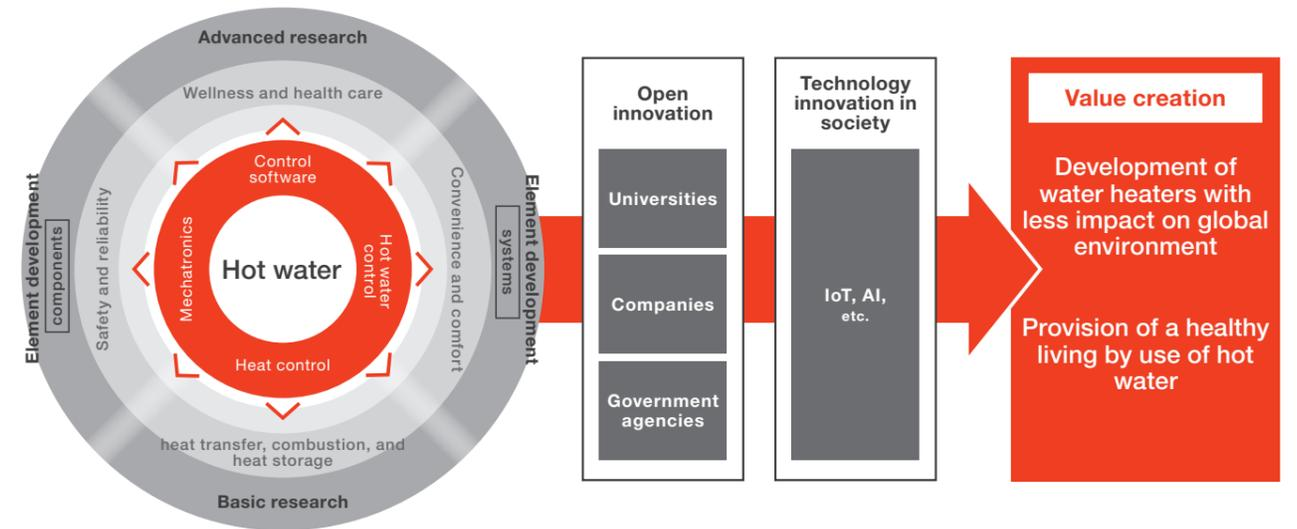 Advanced research
Wellness and health care
Control
software
Element development
components
Safety and reliability
Mechatronics
Hot water
Hot water
control
Convenience and comfort
systems
Element development
Heat control
heat transfer, combustion, and
heat storage
Basic research
Open
innovation
Universities
Companies
Government
agencies
Technology
innovation in
society
IoT, AI,
etc.
Value creation
Development of
water heaters with
less impact on global
environment
Provision of a healthy
living by use of hot
water